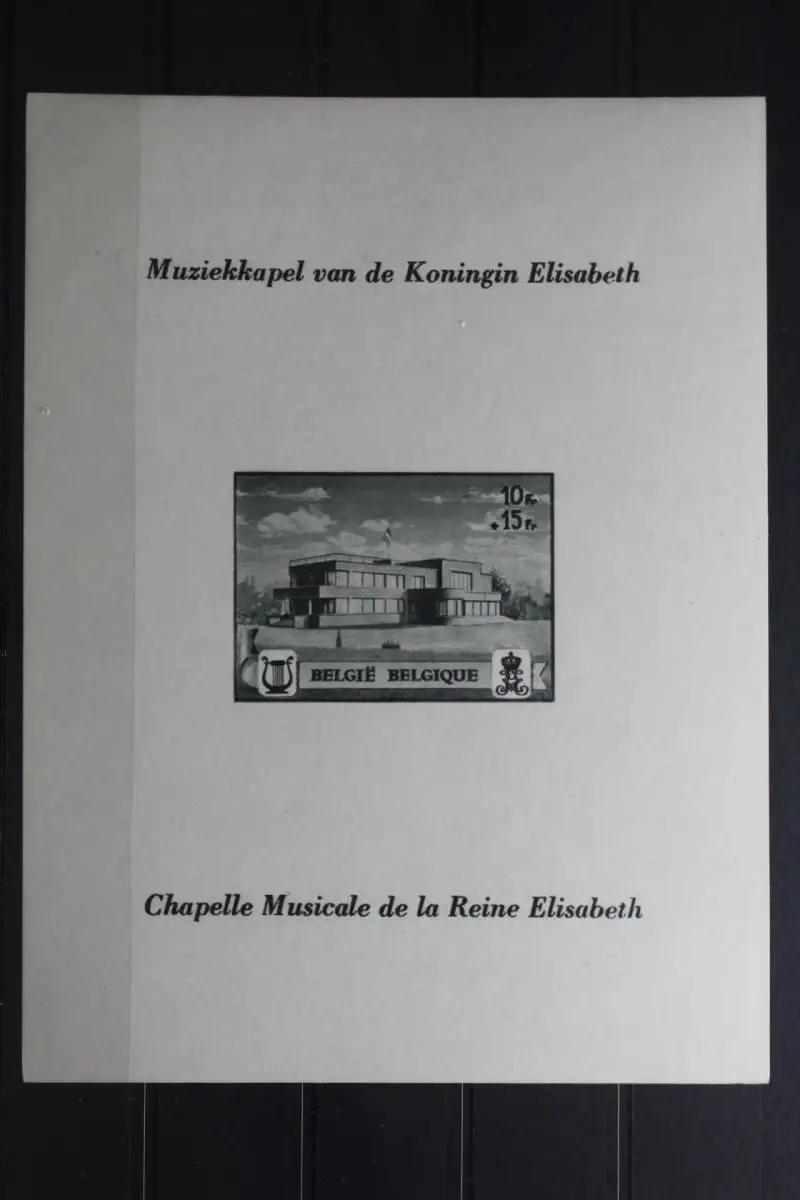 Muziekkapel van de Koningin Elisabeth
10Fr
+15Fr
BELGIË BELGIQUE
Chapelle Musicale de la Reine Elisabeth